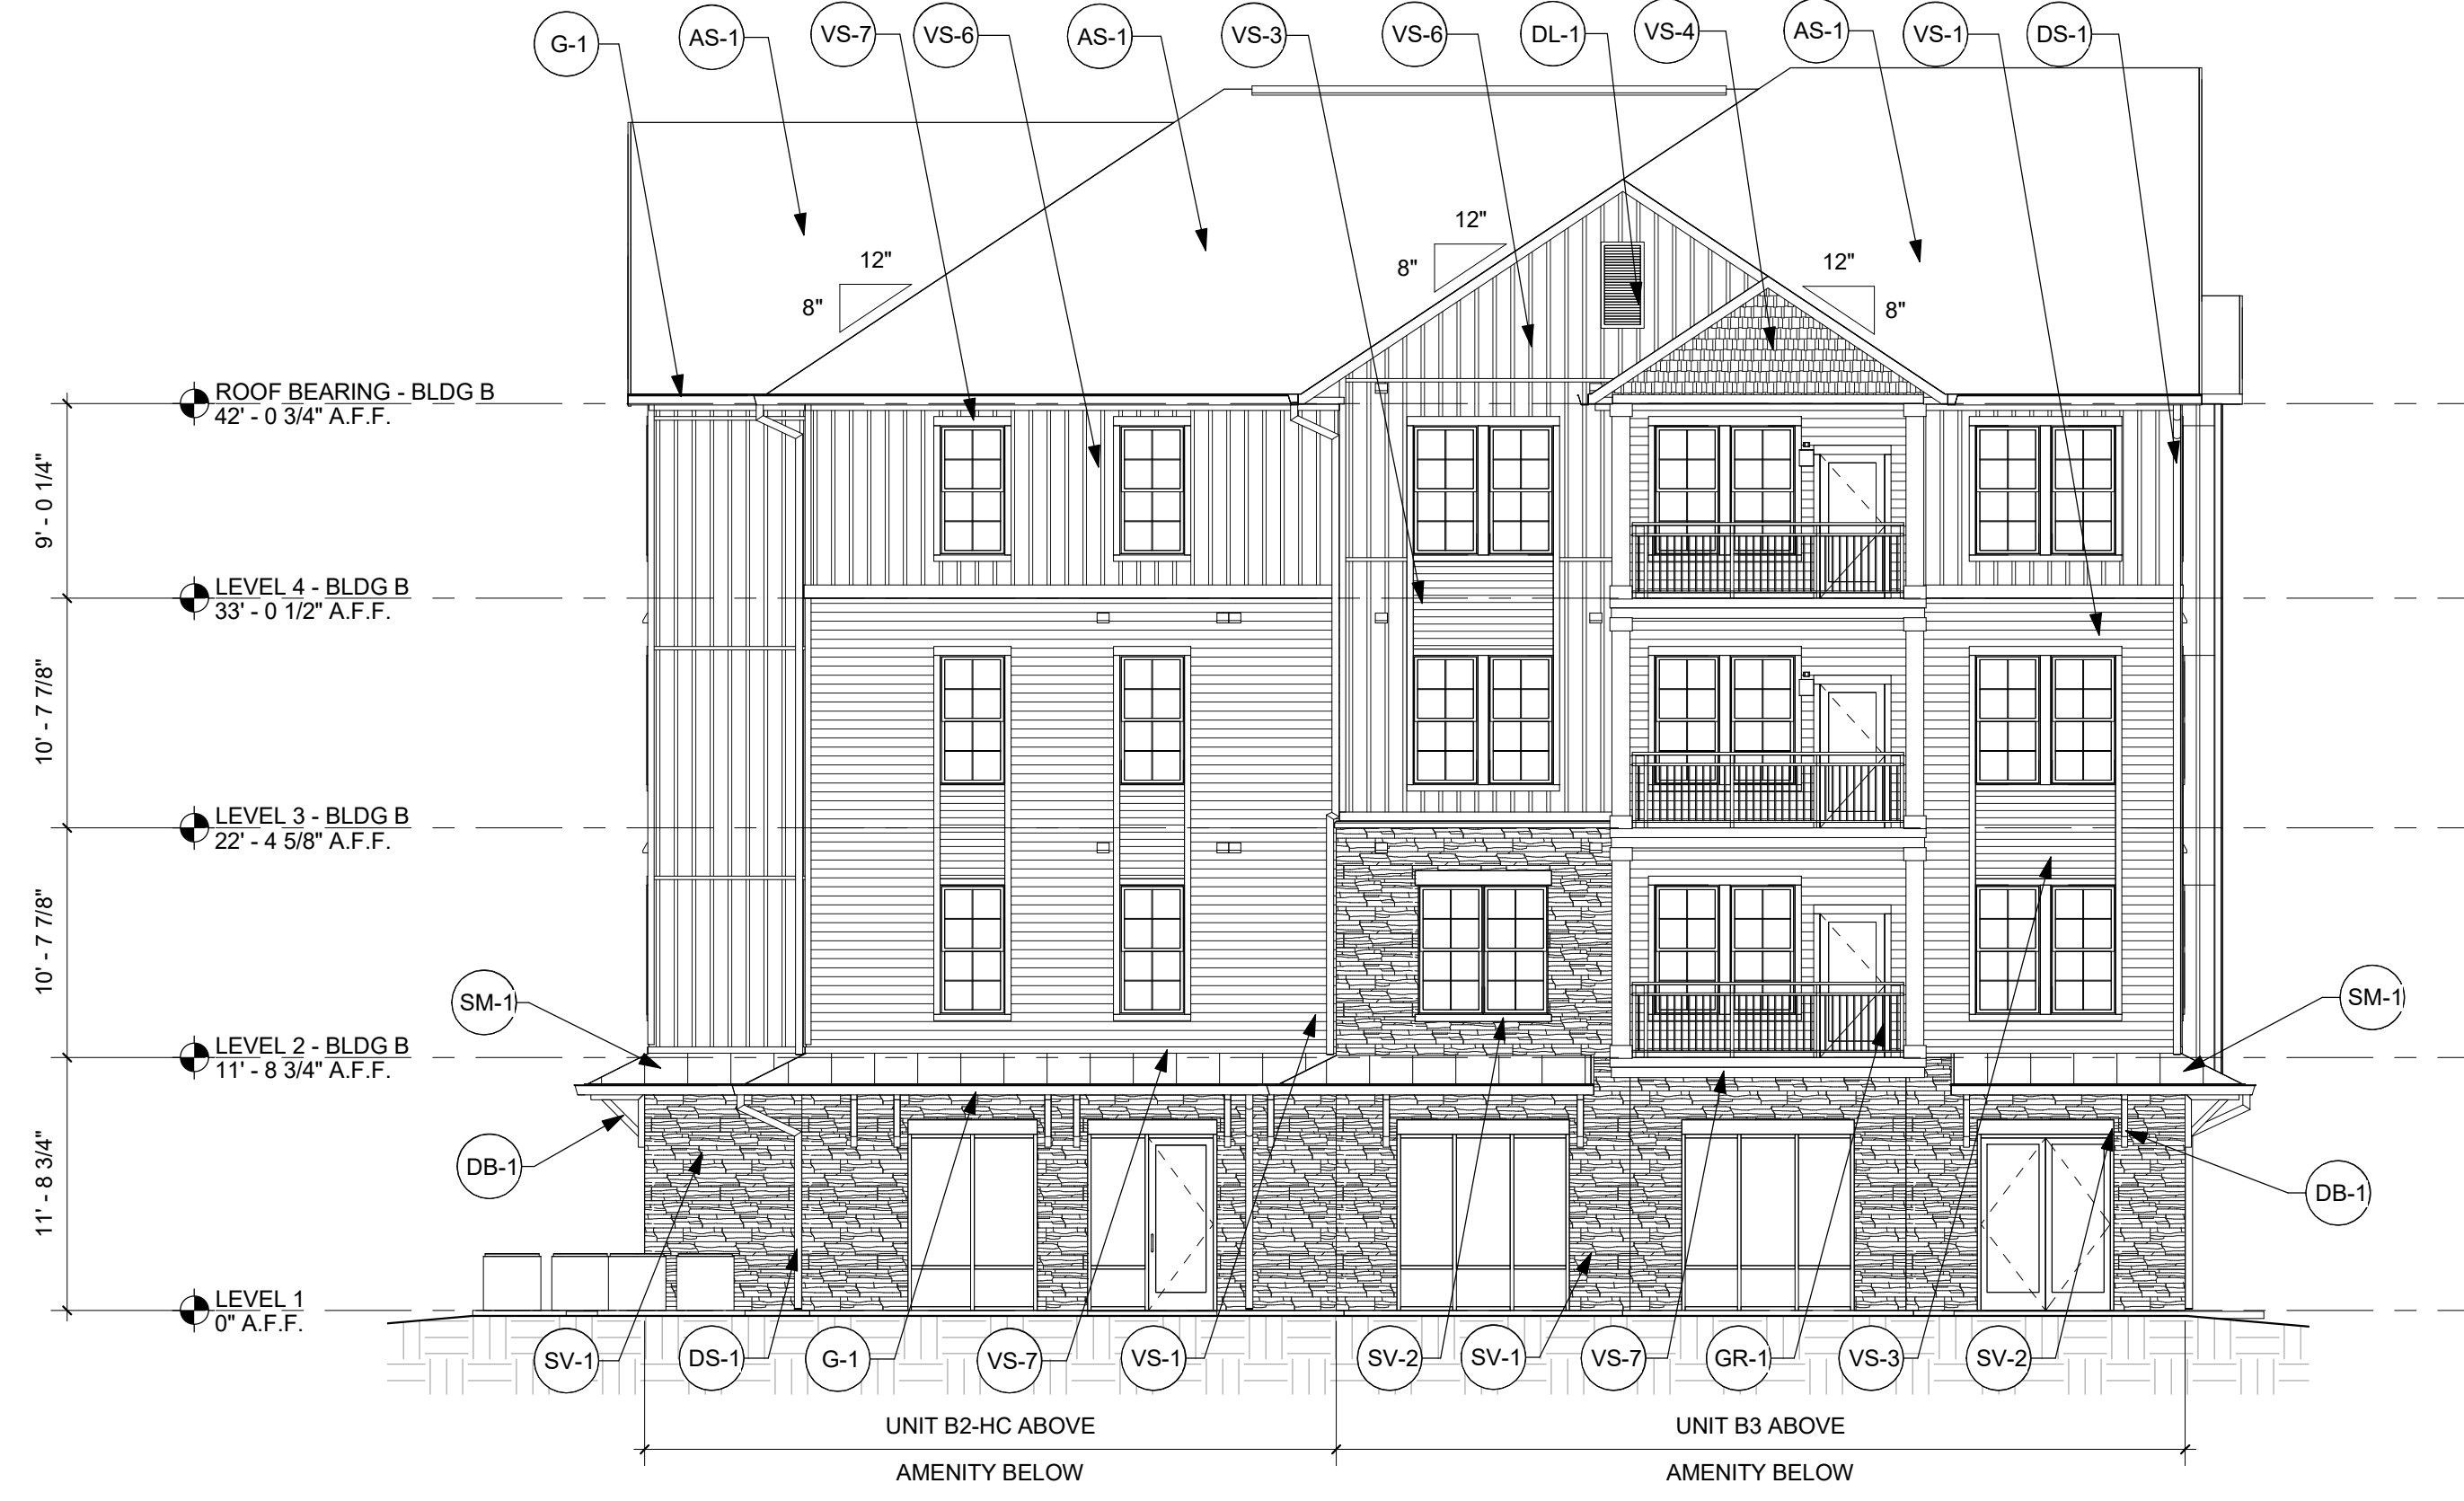 G-1
AS-1
VS-7
VS-6
AS-1
VS-3
VS-6
DL-1
VS-4
AS-1
VS-1
DS-1
12"
8"
12"
8"
12"
8"
ROOF BEARING - BLDG B
42' - 0 3/4" A.F.F.
9' - 0 1/4"
LEVEL 4 - BLDG B
33' - 0 1/2" A.F.F.
10' - 7 7/8"
LEVEL 3 - BLDG B
22' - 4 5/8" A.F.F.
10' - 7 7/8"
SM-1
SM-1
LEVEL 2 - BLDG B
11' - 8 3/4" A.F.F.
11' - 8 3/4"
DB-1
DB-1
LEVEL 1
0" A.F.F.
SV-1
DS-1
G-1
VS-7
VS-1
SV-2
SV-1
VS-7
GR-1
VS-3
SV-2
UNIT B2-HC ABOVE
UNIT B3 ABOVE
AMENITY BELOW
AMENITY BELOW